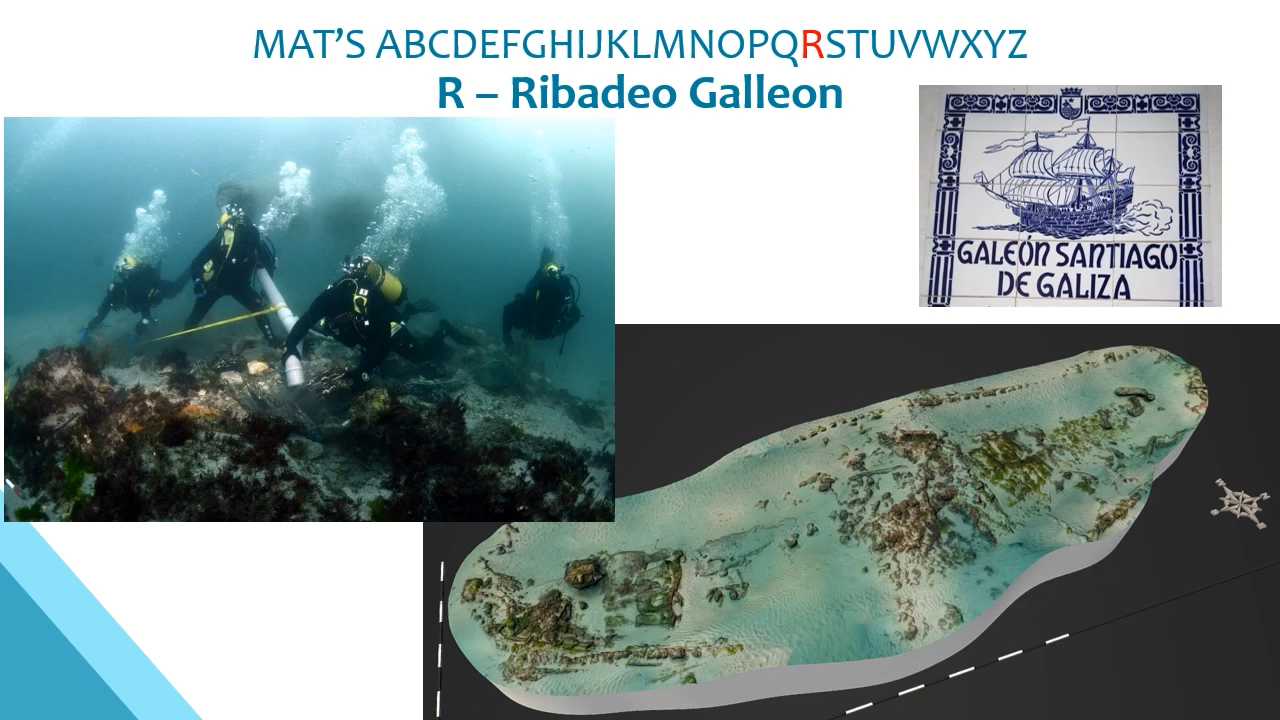 MAT’S ABCDEFGHIJKLMNOPQRSTUVWXYZ
R – Ribadeo Galleon
GALEÓN SANTIAGO
DE GALIZA